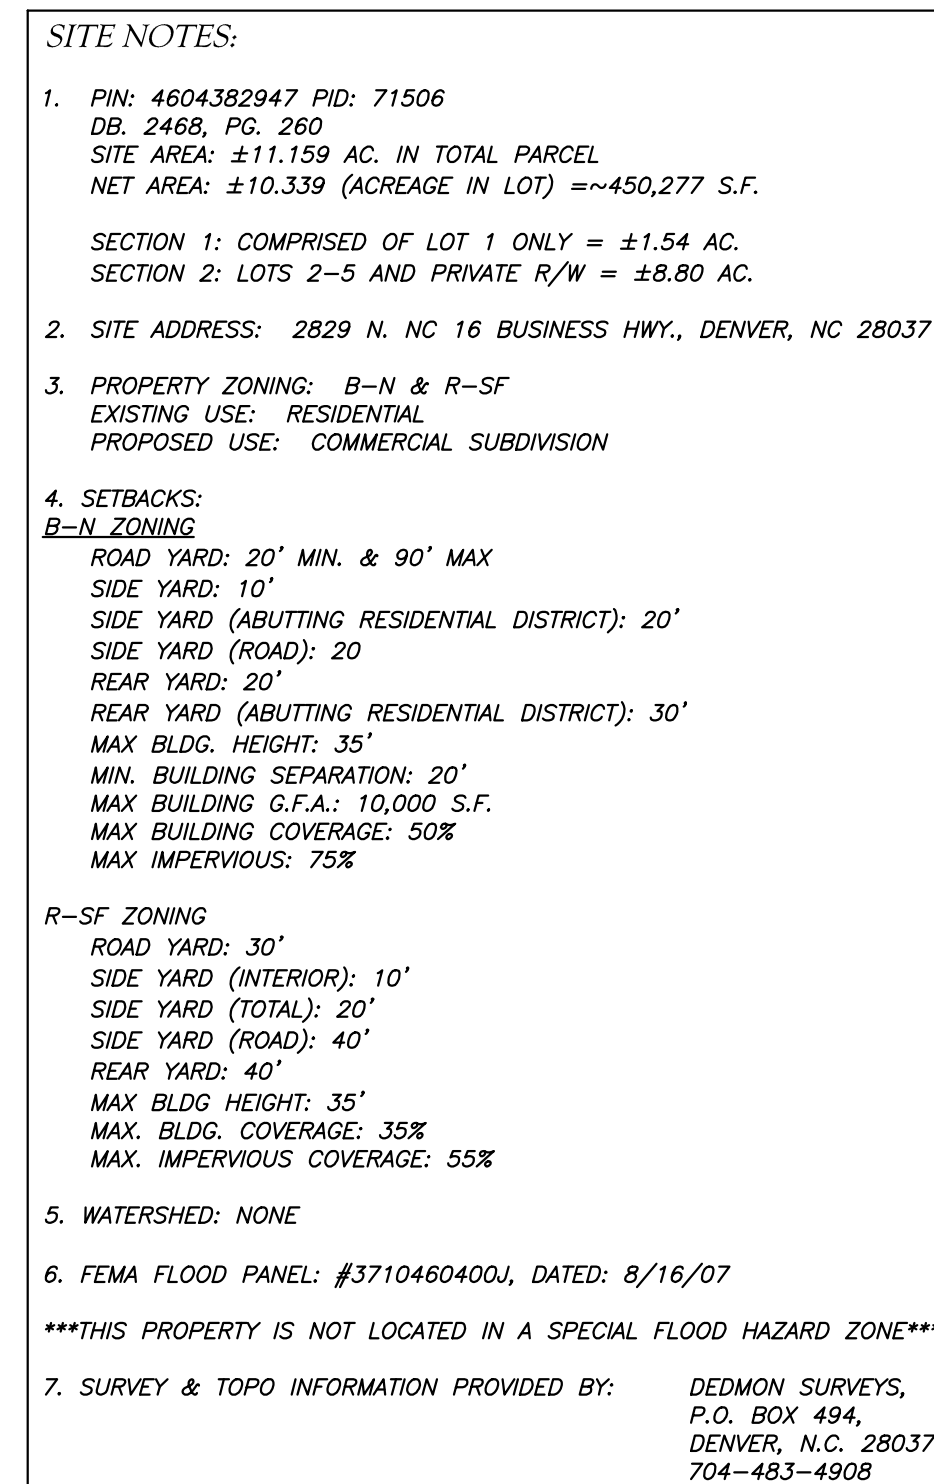 SITE NOTES:
1. PIN: 4604382947 PID: 71506
DB. 2468, PG. 260
SITE AREA: ±11.159 AC. IN TOTAL PARCEL
NET AREA: ±10.339 (ACREAGE IN LOT) =~450,277 S.F.
SECTION 1: COMPRISED OF LOT 1 ONLY = ±1.54 AC.
SECTION 2: LOTS 2-5 AND PRIVATE R/W = ±8.80 AC.
2. SITE ADDRESS: 2829 N. NC 16 BUSINESS HWY., DENVER, NC 28037
3. PROPERTY ZONING: B-N & R-SF
EXISTING USE: RESIDENTIAL
PROPOSED USE: COMMERCIAL SUBDIVISION
4. SETBACKS:
B-N ZONING
ROAD YARD: 20' MIN. & 90' MAX
SIDE YARD: 10'
SIDE YARD (ABUTTING RESIDENTIAL DISTRICT): 20'
SIDE YARD (ROAD): 20
REAR YARD: 20'
REAR YARD (ABUTTING RESIDENTIAL DISTRICT): 30'
MAX BLDG. HEIGHT: 35'
MIN. BUILDING SEPARATION: 20'
MAX BUILDING G.F.A.: 10,000 S.F.
MAX BUILDING COVERAGE: 50%
MAX IMPERVIOUS: 75%
R-SF ZONING
ROAD YARD: 30'
SIDE YARD (INTERIOR): 10'
SIDE YARD (TOTAL): 20'
SIDE YARD (ROAD): 40'
REAR YARD: 40'
MAX BLDG HEIGHT: 35'
MAX. BLDG. COVERAGE: 35%
MAX. IMPERVIOUS COVERAGE: 55%
5. WATERSHED: NONE
6. FEMA FLOOD PANEL: #3710460400J, DATED: 8/16/07
***THIS PROPERTY IS NOT LOCATED IN A SPECIAL FLOOD HAZARD ZONE***
7. SURVEY & TOPO INFORMATION PROVIDED BY: DEDMON SURVEYS,
P.O. BOX 494,
DENVER, N.C. 28037
704-483-4908